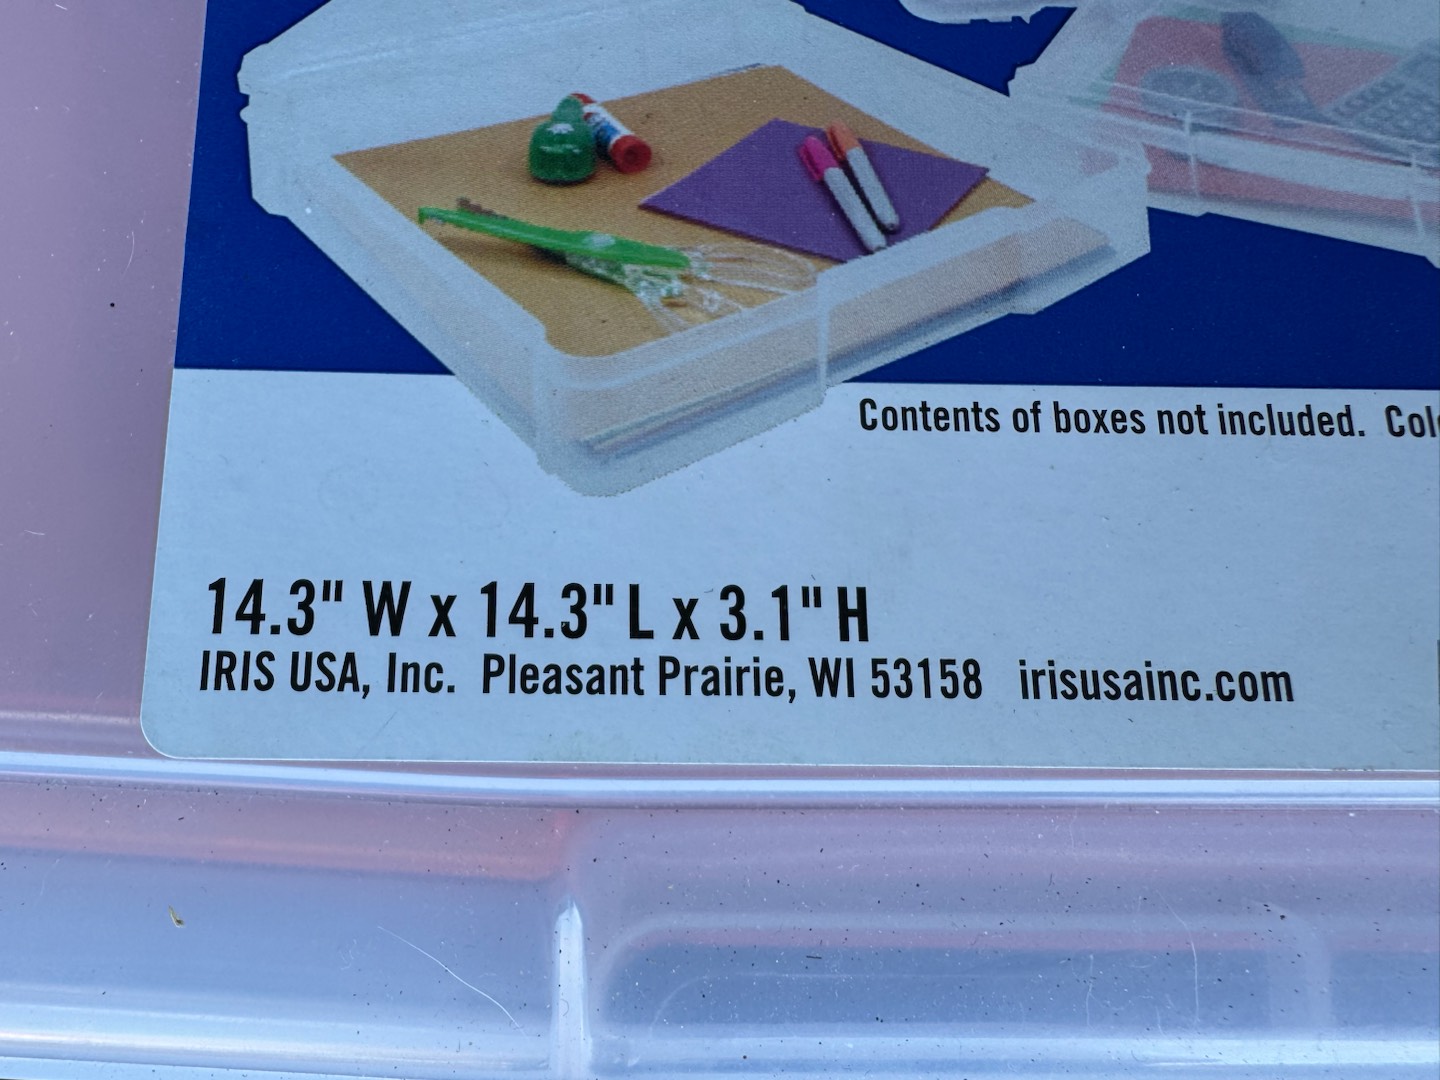 Contents of boxes not included.
14.3" W x 14.3" L x 3.1" H
IRIS USA, Inc. Pleasant Prairie, WI 53158 irisusainc.com